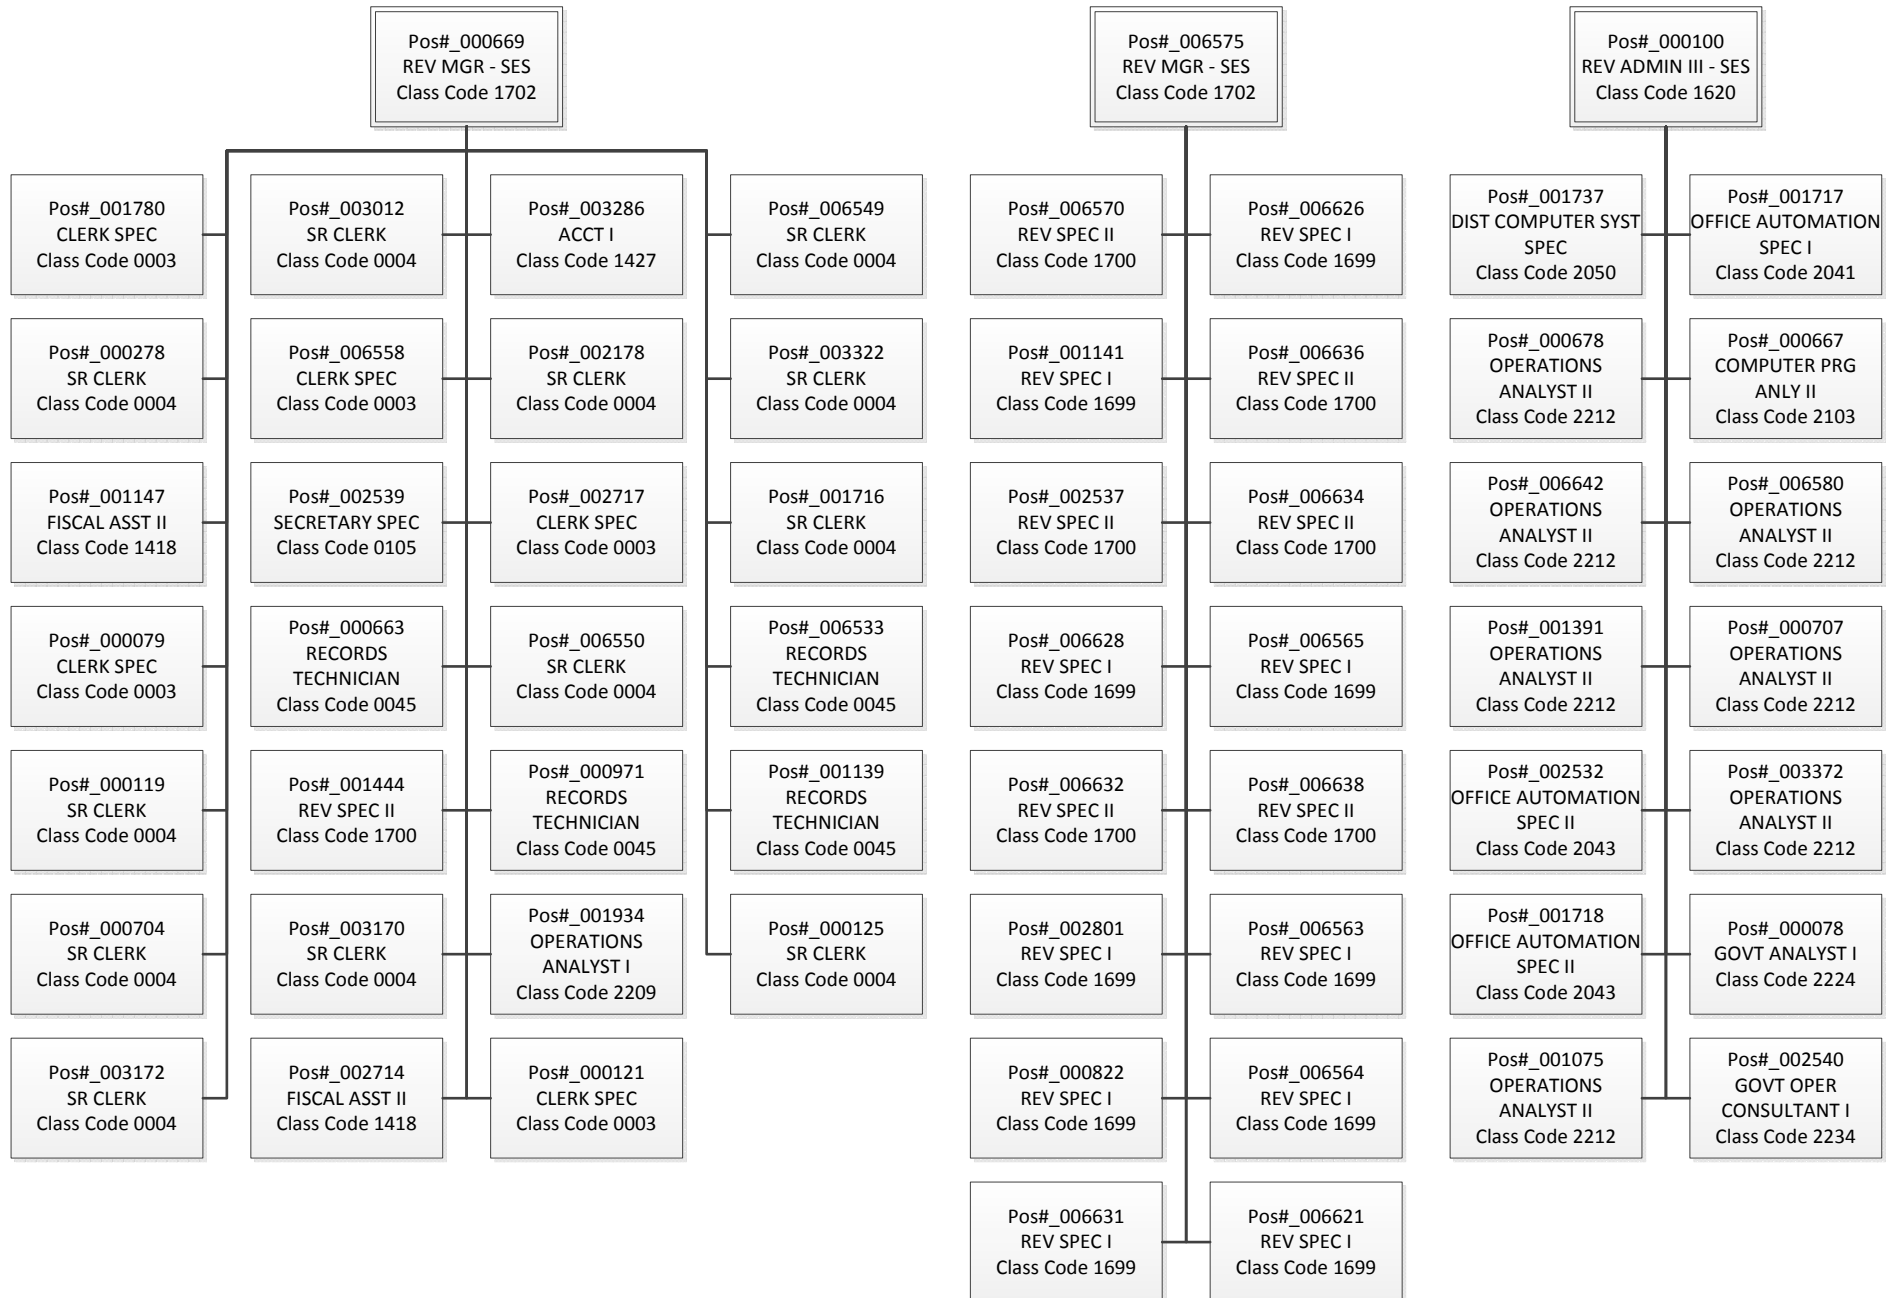 Pos#_000669
REV MGR - SES
Class Code 1702
Pos#_006575
REV MGR - SES
Class Code 1702
Pos#_000100
REV ADMIN III - SES
Class Code 1620
Pos#_001780
CLERK SPEC
Class Code 0003
Pos#_003012
SR CLERK
Class Code 0004
Pos#_003286
ACCT I
Class Code 1427
Pos#_006549
SR CLERK
Class Code 0004
Pos#_006570
REV SPEC II
Class Code 1700
Pos#_006626
REV SPEC I
Class Code 1699
Pos#_001737
DIST COMPUTER SYST
SPEC
Class Code 2050
Pos#_001717
OFFICE AUTOMATION
SPEC I
Class Code 2041
Pos#_000278
SR CLERK
Class Code 0004
Pos#_006558
CLERK SPEC
Class Code 0003
Pos#_002178
SR CLERK
Class Code 0004
Pos#_003322
SR CLERK
Class Code 0004
Pos#_001141
REV SPEC I
Class Code 1699
Pos#_006636
REV SPEC II
Class Code 1700
Pos#_000678
OPERATIONS
ANALYST II
Class Code 2212
Pos#_000667
COMPUTER PRG
ANLY II
Class Code 2103
Pos#_001147
FISCAL ASST II
Class Code 1418
Pos#_002539
SECRETARY SPEC
Class Code 0105
Pos#_002717
CLERK SPEC
Class Code 0003
Pos#_001716
SR CLERK
Class Code 0004
Pos#_002537
REV SPEC II
Class Code 1700
Pos#_006634
REV SPEC II
Class Code 1700
Pos#_006642
OPERATIONS
ANALYST II
Class Code 2212
Pos#_006580
OPERATIONS
ANALYST II
Class Code 2212
Pos#_000079
CLERK SPEC
Class Code 0003
Pos#_000663
RECORDS
TECHNICIAN
Class Code 0045
Pos#_006550
SR CLERK
Class Code 0004
Pos#_006533
RECORDS
TECHNICIAN
Class Code 0045
Pos#_006628
REV SPEC I
Class Code 1699
Pos#_006565
REV SPEC I
Class Code 1699
Pos#_001391
OPERATIONS
ANALYST II
Class Code 2212
Pos#_000707
OPERATIONS
ANALYST II
Class Code 2212
Pos#_000119
SR CLERK
Class Code 0004
Pos#_001444
REV SPEC II
Class Code 1700
Pos#_000971
RECORDS
TECHNICIAN
Class Code 0045
Pos#_001139
RECORDS
TECHNICIAN
Class Code 0045
Pos#_006632
REV SPEC II
Class Code 1700
Pos#_006638
REV SPEC II
Class Code 1700
Pos#_002532
OFFICE AUTOMATION
SPEC II
Class Code 2043
Pos#_003372
OPERATIONS
ANALYST II
Class Code 2212
Pos#_000704
SR CLERK
Class Code 0004
Pos#_003170
SR CLERK
Class Code 0004
Pos#_001934
OPERATIONS
ANALYST I
Class Code 2209
Pos#_000125
SR CLERK
Class Code 0004
Pos#_002801
REV SPEC I
Class Code 1699
Pos#_006563
REV SPEC I
Class Code 1699
Pos#_001718
OFFICE AUTOMATION
SPEC II
Class Code 2043
Pos#_000078
GOVT ANALYST I
Class Code 2224
Pos#_003172
SR CLERK
Class Code 0004
Pos#_002714
FISCAL ASST II
Class Code 1418
Pos#_000121
CLERK SPEC
Class Code 0003
Pos#_000822
REV SPEC I
Class Code 1699
Pos#_006564
REV SPEC I
Class Code 1699
Pos#_001075
OPERATIONS
ANALYST II
Class Code 2212
Pos#_002540
GOVT OPER
CONSULTANT I
Class Code 2234
Pos#_006631
REV SPEC I
Class Code 1699
Pos#_006621
REV SPEC I
Class Code 1699